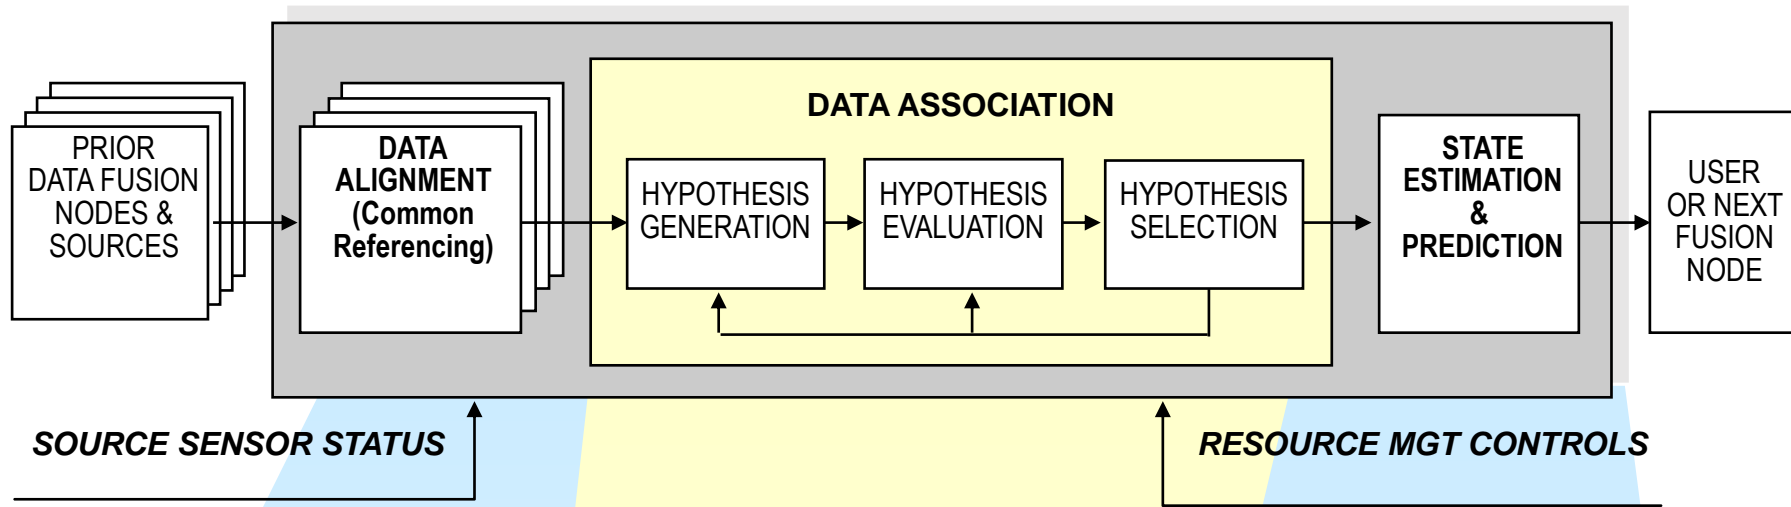 PRIOR
DATA FUSION
NODES &
SOURCES
DATA
ALIGNMENT
(Common
Referencing)
DATA ASSOCIATION
HYPOTHESIS
GENERATION
HYPOTHESIS
EVALUATION
HYPOTHESIS
SELECTION
STATE
ESTIMATION
&
PREDICTION
USER
OR NEXT
FUSION
NODE
SOURCE SENSOR STATUS
RESOURCE MGT CONTROLS